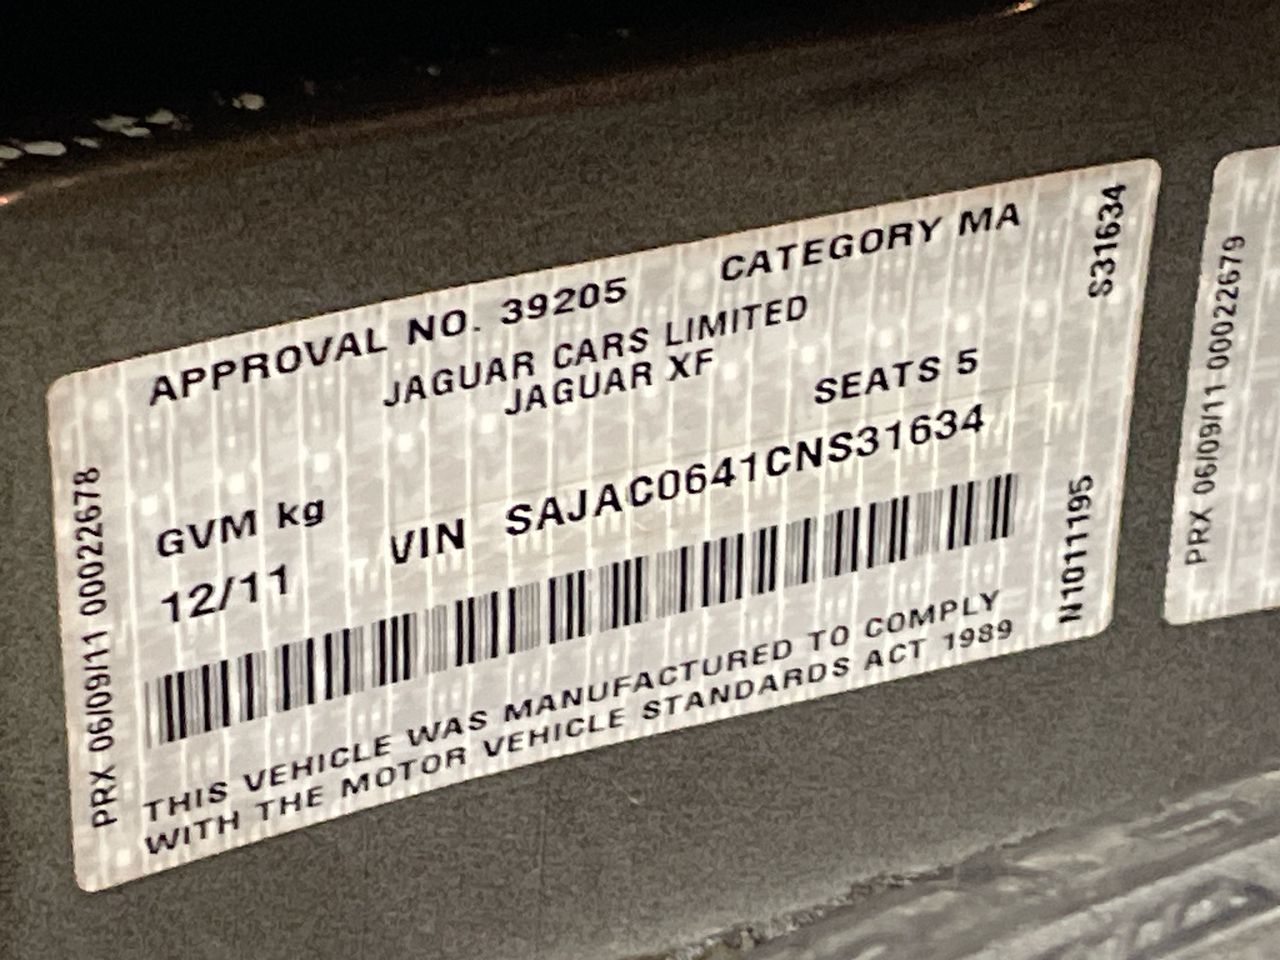 APPROVAL NO. 39205 CATEGORY MA
JAGUAR CARS LIMITED
JAGUAR XF
SEATS 5
GVM kg
VIN SAJAC0641CNS31634
12/11
THIS VEHICLE WAS MANUFACTURED TO COMPLY
WITH THE MOTOR VEHICLE STANDARDS ACT 1989
PRX 06/09/11 00022678
S31634
N1011195
PRX 06/09/11 00022679